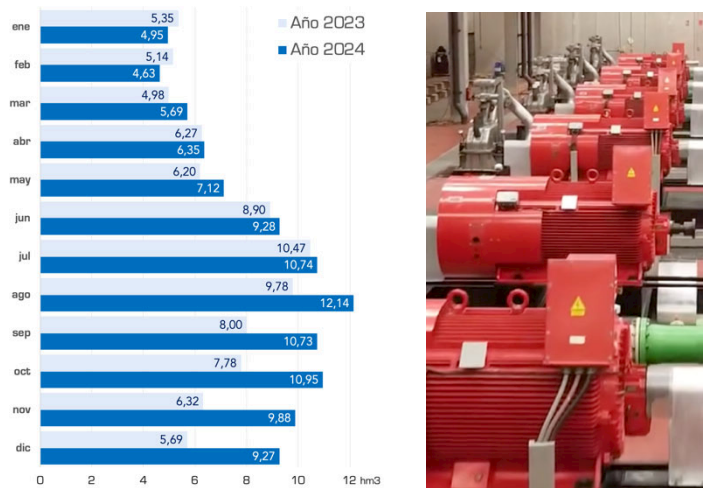 Año 2023
Año 2024
ene
5,35
4,95
feb
5,14
4,63
mar
4,98
5,69
abr
6,27
6,35
may
6,20
7,12
jun
8,90
9,28
jul
10,47
10,74
ago
9,78
12,14
sep
8,00
10,73
oct
7,78
10,95
nov
6,32
9,88
dic
5,69
9,27
0 2 4 6 8 10 12 hm3